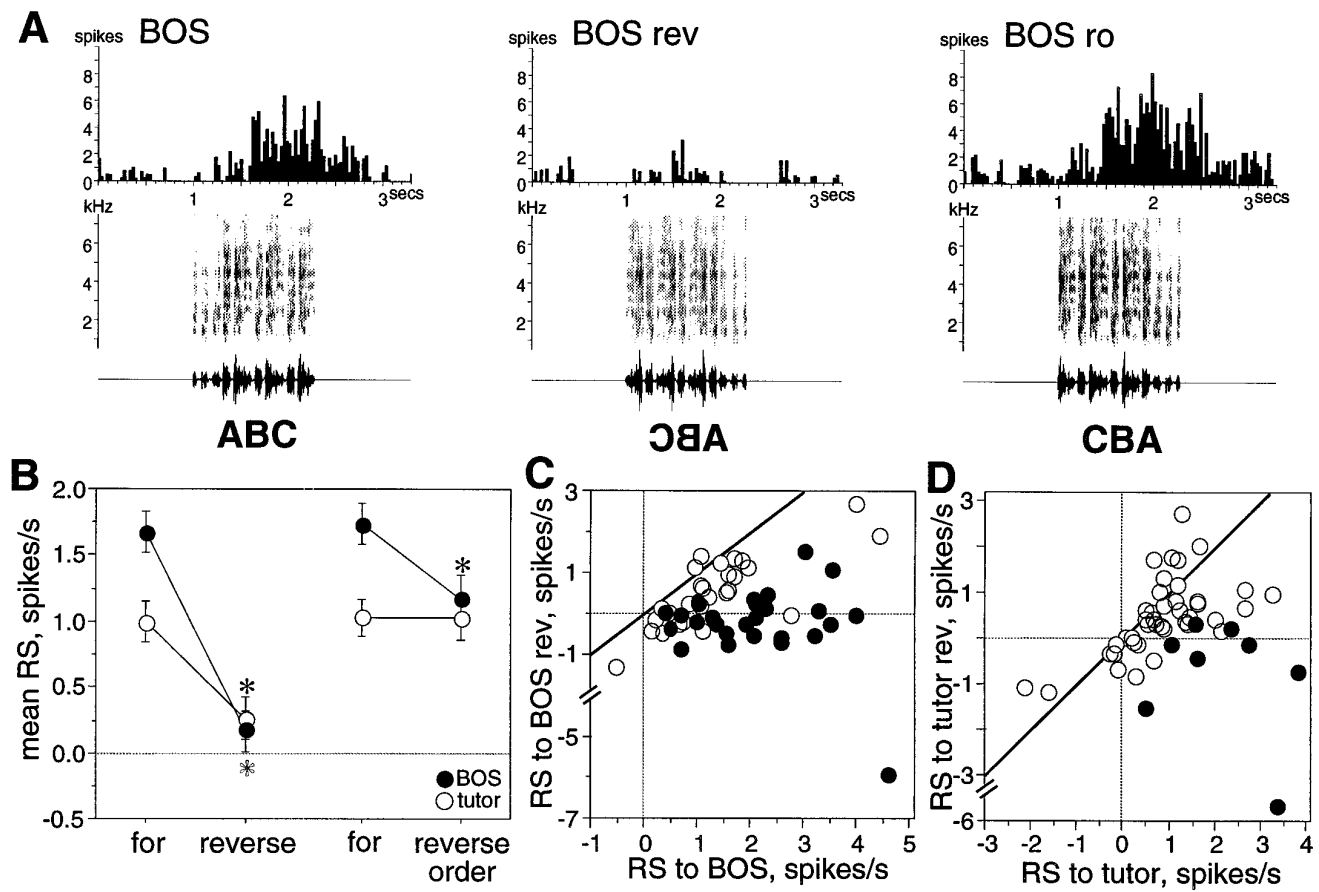 A
spikes BOS
8
6
4
2
0
1 2 3 secs
kHz
6
4
2
ABC
spikes BOS rev
8
6
4
2
0
1 2 3 secs
ABC
spikes BOS ro
8
6
4
2
0
1 2 3 secs
kHz
6
4
2
CBA
B
mean RS, spikes/s
2.0
1.5
1.0
0.5
0.0
-0.5
*
*
*
BOS
tutor
for reverse for reverse order
C
RS to BOS rev, spikes/s
3
1
-1
-5
-7
-1 0 1 2 3 4 5
RS to BOS, spikes/s
D
RS to tutor rev, spikes/s
3
1
-1
-3
-6
-3 -2 -1 0 1 2 3 4
RS to tutor, spikes/s